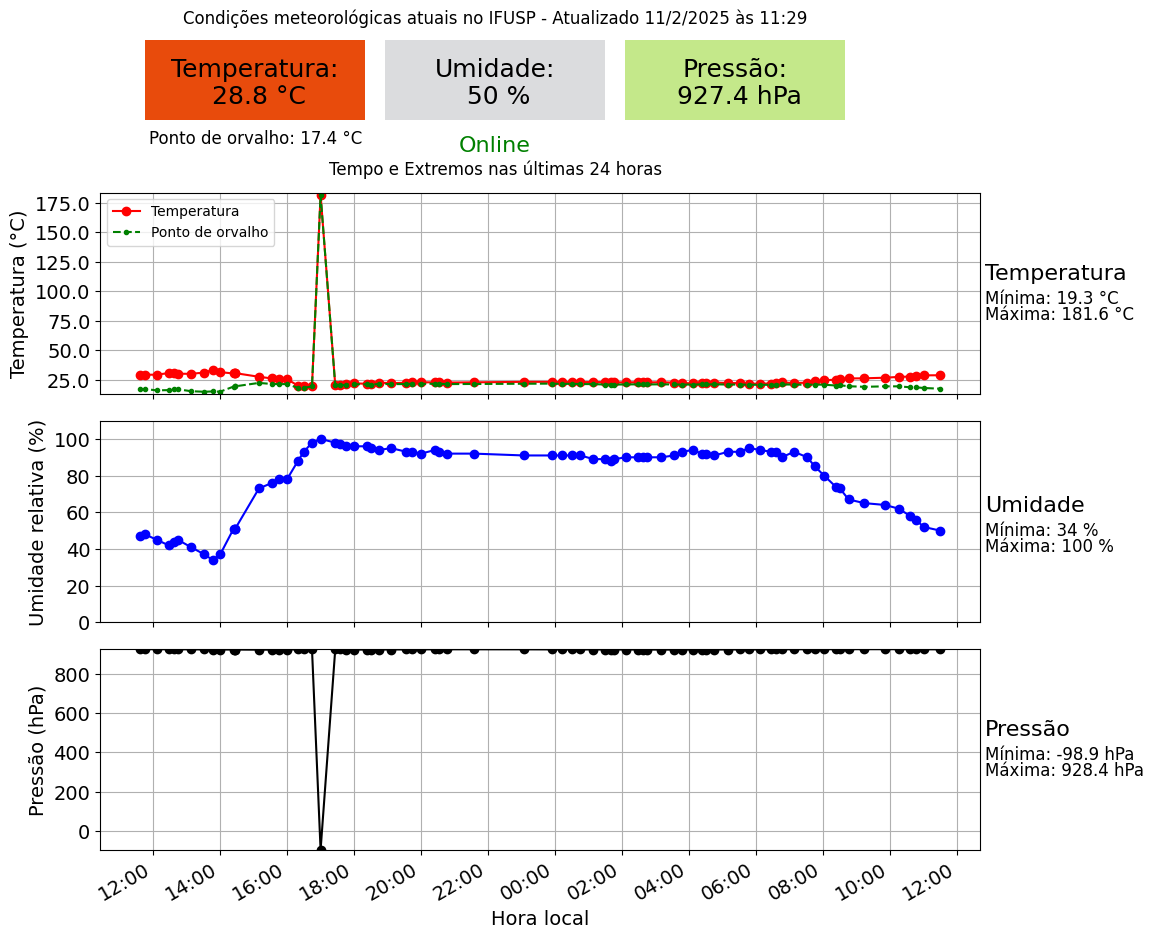 Condições meteorológicas atuais no IFUSP - Atualizado 11/2/2025 às 11:29
Temperatura:
28.8 °C
Umidade:
50 %
Pressão:
927.4 hPa
Ponto de orvalho: 17.4 °C
Online
Tempo e Extremos nas últimas 24 horas
Temperatura (°C)
175.0
150.0
125.0
100.0
75.0
50.0
25.0
Temperatura
Ponto de orvalho
Temperatura
Mínima: 19.3 °C
Máxima: 181.6 °C
Umidade relativa (%)
100
80
60
40
20
0
Umidade
Mínima: 34 %
Máxima: 100 %
Pressão (hPa)
800
600
400
200
0
Pressão
Mínima: -98.9 hPa
Máxima: 928.4 hPa
12:00 14:00 16:00 18:00 20:00 22:00 00:00 02:00 04:00 06:00 08:00 10:00 12:00
Hora local